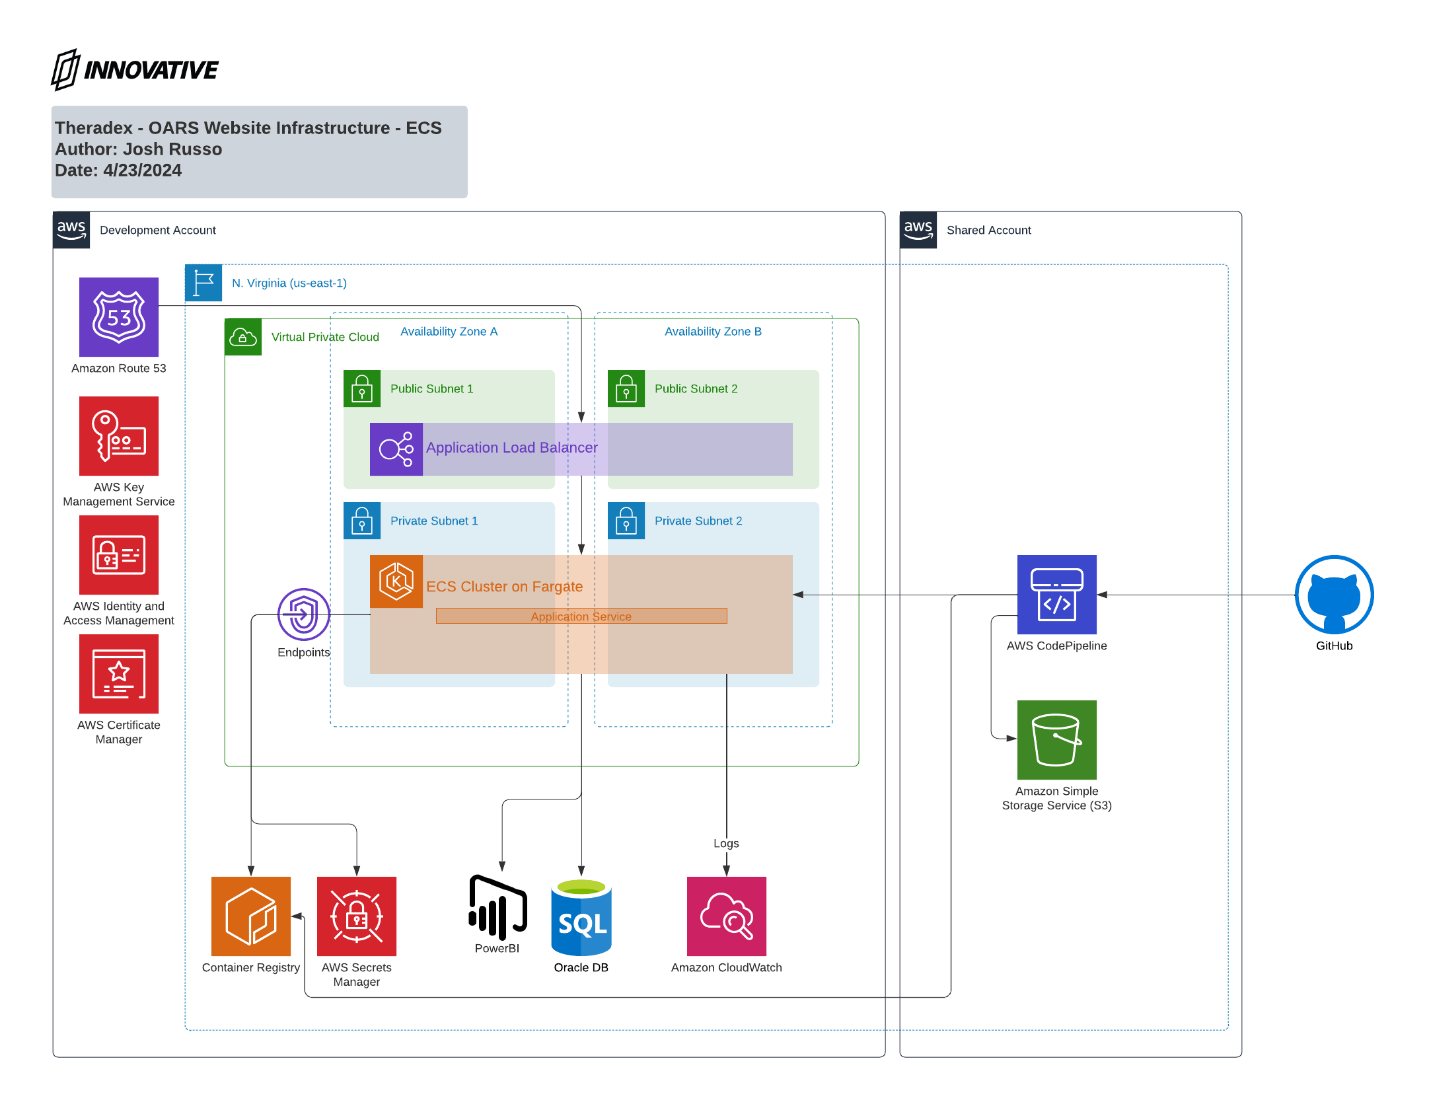 INNOVATIVE
Theradex - OARS Website Infrastructure - ECS
Author: Josh Russo
Date: 4/23/2024
aws
Development Account
aws
Shared Account
N. Virginia (us-east-1)
53
Amazon Route 53
Virtual Private Cloud
Availability Zone A
Availability Zone B
Public Subnet 1
Public Subnet 2
Application Load Balancer
AWS Key
Management Service
Private Subnet 1
Private Subnet 2
K
ECS Cluster on Fargate
Application Service
AWS Identity and
Access Management
Endpoints
AWS CodePipeline
GitHub
AWS Certificate
Manager
Amazon Simple
Storage Service (S3)
Logs
SQL
Container Registry
AWS Secrets
Manager
PowerBI
Oracle DB
Amazon CloudWatch